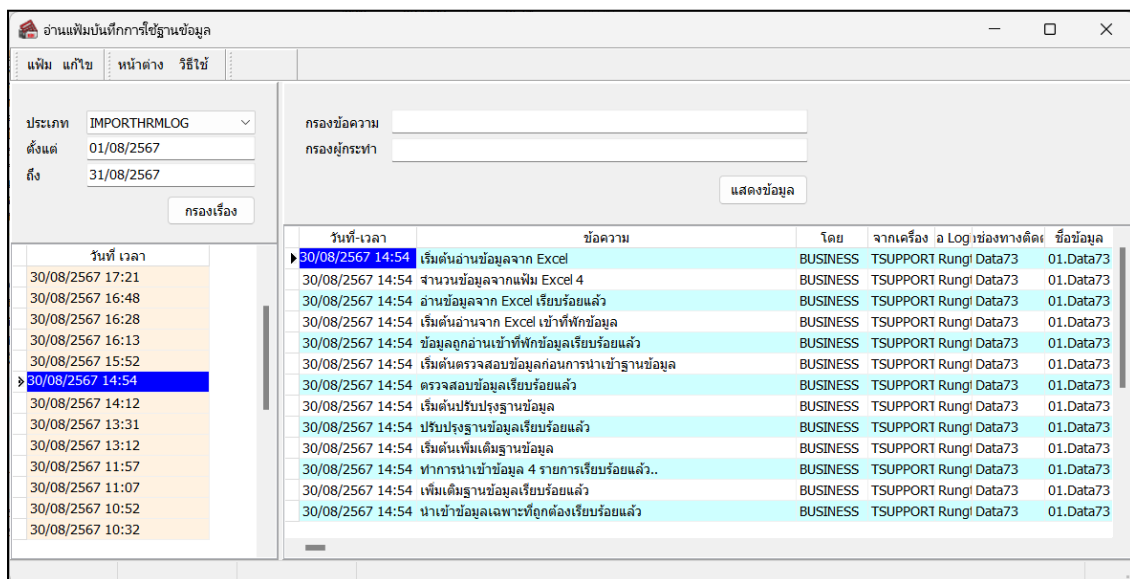 อ่านแฟ้มบันทึกการใช้ฐานข้อมูล
แฟ้ม แก้ไข หน้าต่าง วิธีใช้
ประเภท IMPORTHRMLOG
ตั้งแต่ 01/08/2567
ถึง 31/08/2567
กรองเรื่อง
วันที่ เวลา
30/08/2567 17:21
30/08/2567 16:48
30/08/2567 16:28
30/08/2567 16:13
30/08/2567 15:52
30/08/2567 14:54
30/08/2567 14:12
30/08/2567 13:31
30/08/2567 13:12
30/08/2567 11:57
30/08/2567 11:07
30/08/2567 10:52
30/08/2567 10:32
กรองข้อความ
กรองผู้กระทำ
แสดงข้อมูล
วันที่-เวลา ข้อความ โดย จากเครื่อง อ Log ช่องทางติดต ชื่อข้อมูล
30/08/2567 14:54 เริ่มต้นอ่านข้อมูลจาก Excel BUSINESS TSUPPORT Rung Data73 01.Data73
30/08/2567 14:54 จำนวนข้อมูลจากแฟ้ม Excel 4 BUSINESS TSUPPORT Rung Data73 01.Data73
30/08/2567 14:54 อ่านข้อมูลจาก Excel เรียบร้อยแล้ว BUSINESS TSUPPORT Rung Data73 01.Data73
30/08/2567 14:54 เริ่มต้นอ่านจาก Excel เข้าที่พักข้อมูล BUSINESS TSUPPORT Rung Data73 01.Data73
30/08/2567 14:54 ข้อมูลถูกอ่านเข้าที่พักข้อมูลเรียบร้อยแล้ว BUSINESS TSUPPORT Rung Data73 01.Data73
30/08/2567 14:54 เริ่มต้นตรวจสอบข้อมูลก่อนการนำเข้าฐานข้อมูล BUSINESS TSUPPORT Rung Data73 01.Data73
30/08/2567 14:54 ตรวจสอบข้อมูลเรียบร้อยแล้ว BUSINESS TSUPPORT Rung Data73 01.Data73
30/08/2567 14:54 เริ่มต้นปรับปรุงฐานข้อมูล BUSINESS TSUPPORT Rung Data73 01.Data73
30/08/2567 14:54 ปรับปรุงฐานข้อมูลเรียบร้อยแล้ว BUSINESS TSUPPORT Rung Data73 01.Data73
30/08/2567 14:54 เริ่มต้นเพิ่มเติมฐานข้อมูล BUSINESS TSUPPORT Rung Data73 01.Data73
30/08/2567 14:54 ทำการนำเข้าข้อมูล 4 รายการเรียบร้อยแล้ว.. BUSINESS TSUPPORT Rung Data73 01.Data73
30/08/2567 14:54 เพิ่มเติมฐานข้อมูลเรียบร้อยแล้ว BUSINESS TSUPPORT Rung Data73 01.Data73
30/08/2567 14:54 นำเข้าข้อมูลเฉพาะที่ถูกต้องเรียบร้อยแล้ว BUSINESS TSUPPORT Rung Data73 01.Data73